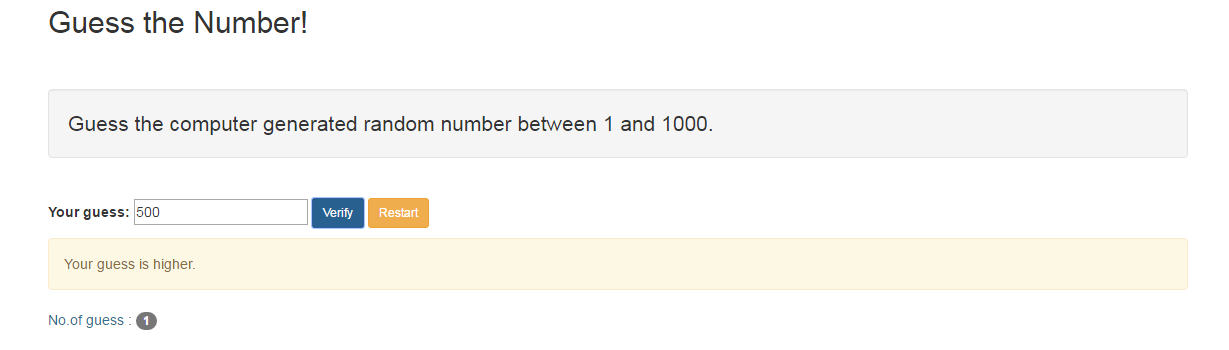 Guess the Number!
Guess the computer generated random number between 1 and 1000.
Your guess: 500 Verify Restart
Your guess is higher.
No.of guess : 1